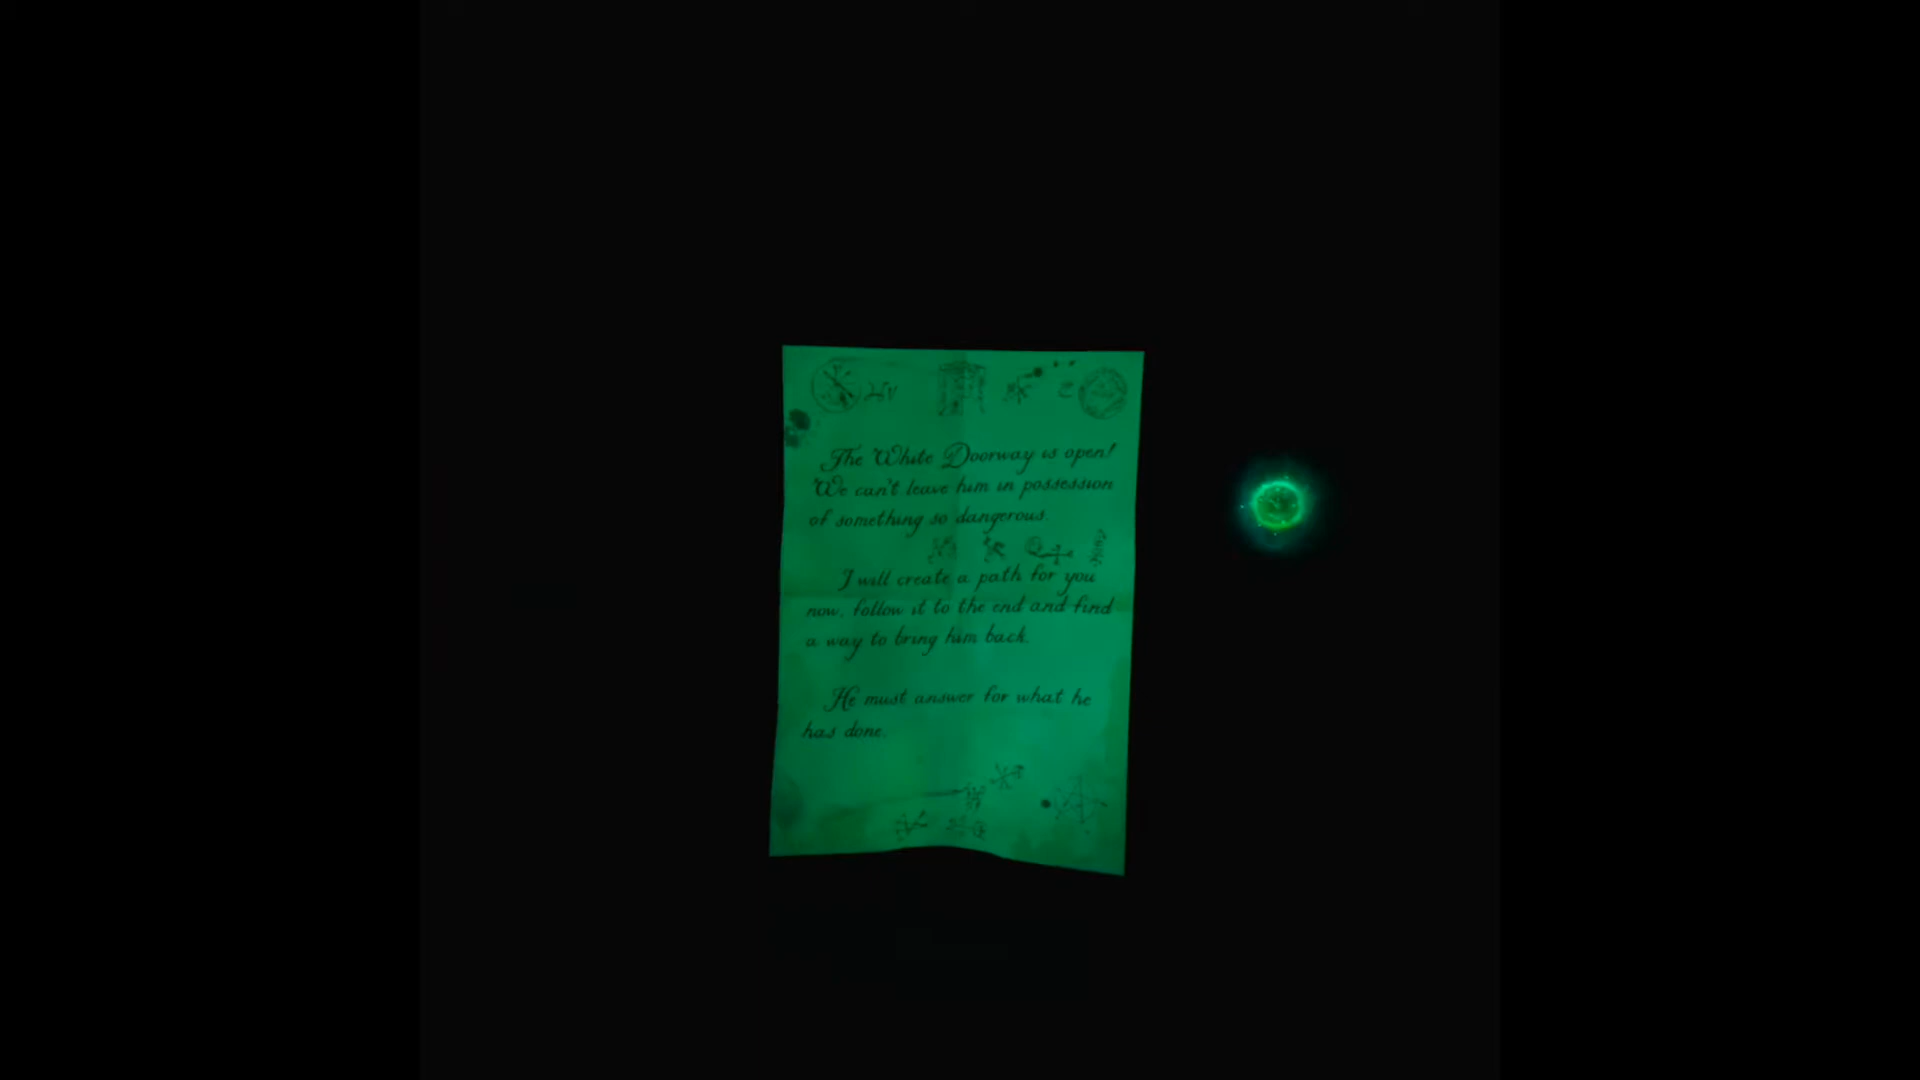 The White Doorway is open!
We can't leave him in possession
of something so dangerous.
I will create a path for you
now, follow it to the end and find
a way to bring him back.
He must answer for what he
has done.